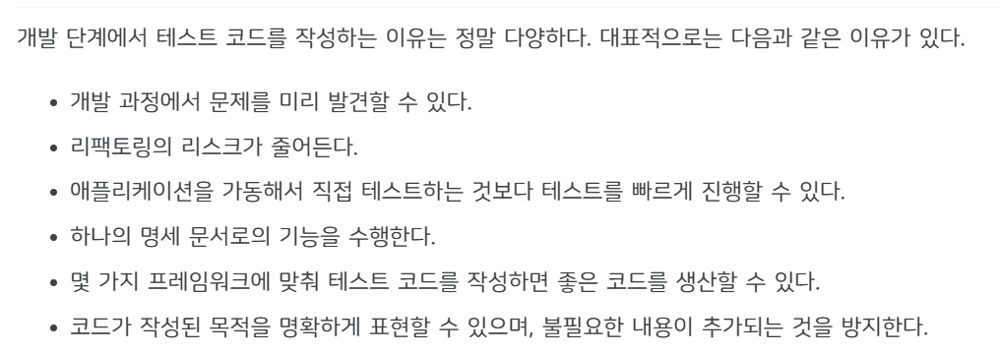 개발 단계에서 테스트 코드를 작성하는 이유는 정말 다양하다. 대표적으로는 다음과 같은 이유가 있다.
• 개발 과정에서 문제를 미리 발견할 수 있다.
• 리팩토링의 리스크가 줄어든다.
• 애플리케이션을 가동해서 직접 테스트하는 것보다 테스트를 빠르게 진행할 수 있다.
• 하나의 명세 문서로의 기능을 수행한다.
• 몇 가지 프레임워크에 맞춰 테스트 코드를 작성하면 좋은 코드를 생산할 수 있다.
• 코드가 작성된 목적을 명확하게 표현할 수 있으며, 불필요한 내용이 추가되는 것을 방지한다.